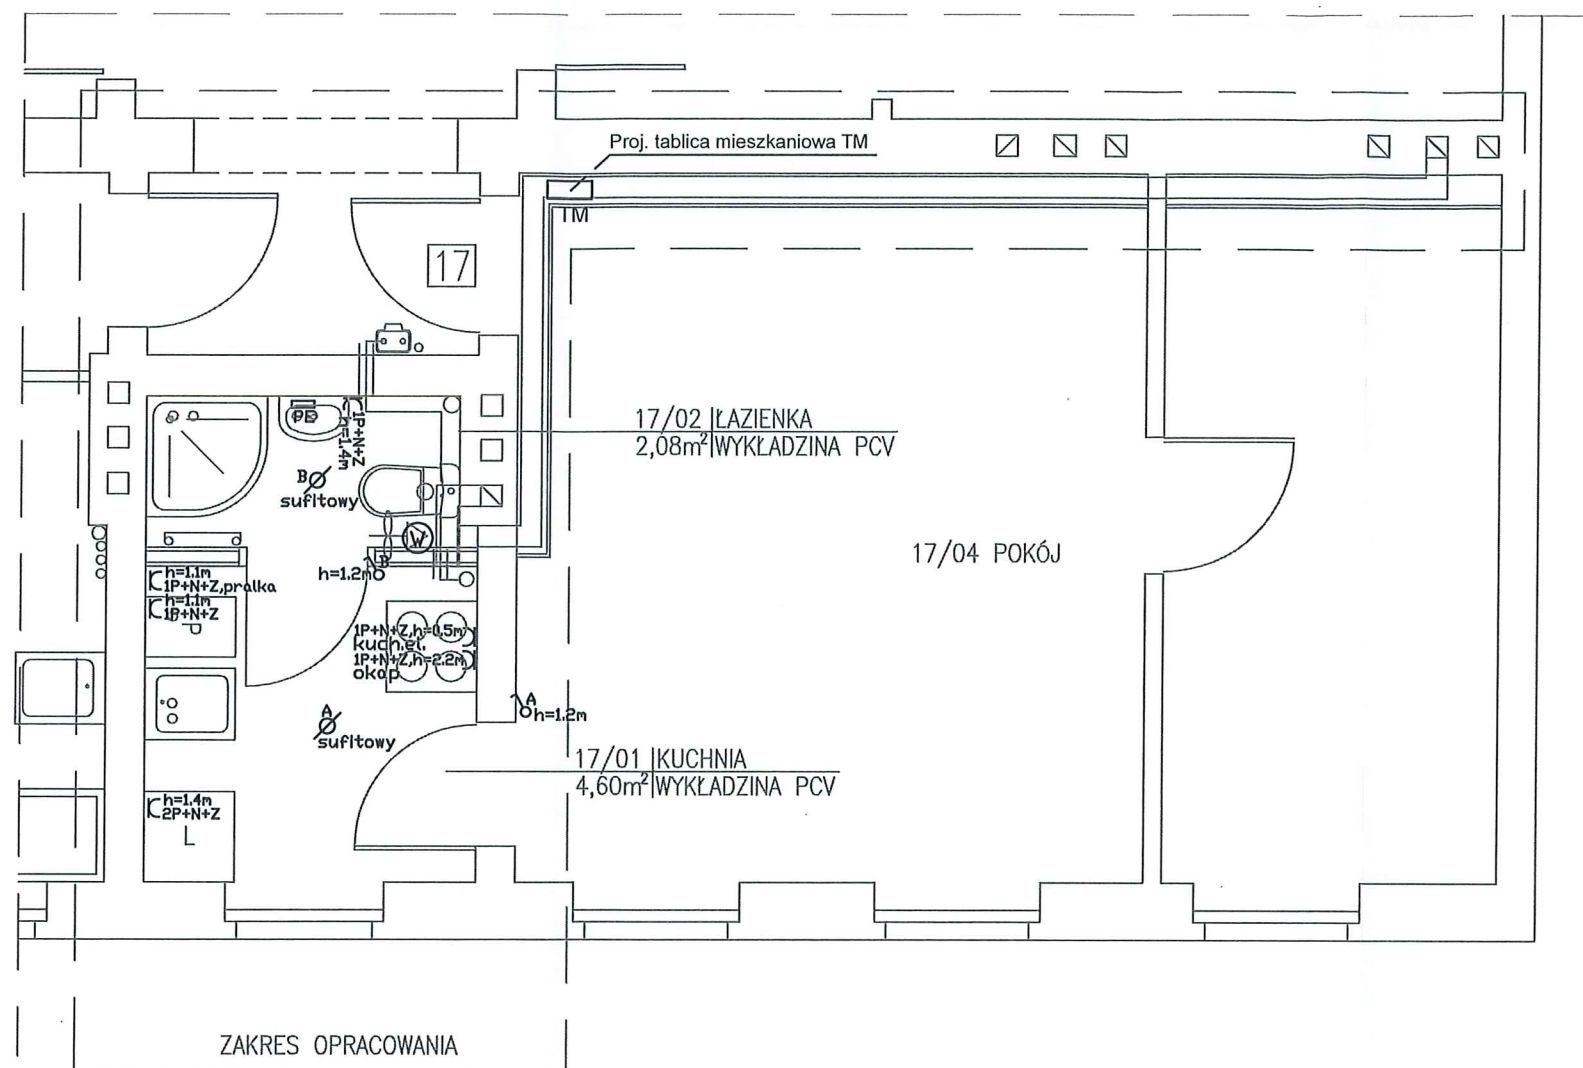 Proj. tablica mieszkaniowa TM
TM
17
17/02 ŁAZIENKA
2,08m² WYKŁADZINA PCV
PE
1P+N+Z
h=1.4m
B
sufitowy
W
B
h=1.2m
h=1.1m
1P+N+Z,pralka
h=1.1m
1P+N+Z
P
1P+N+Z,h=0.5m
kuch.el.
1P+N+Z,h=2.2m
okap
17/04 POKÓJ
A
h=1.2m
A
sufitowy
17/01 KUCHNIA
4,60m² WYKŁADZINA PCV
h=1.4m
2P+N+Z
L
ZAKRES OPRACOWANIA